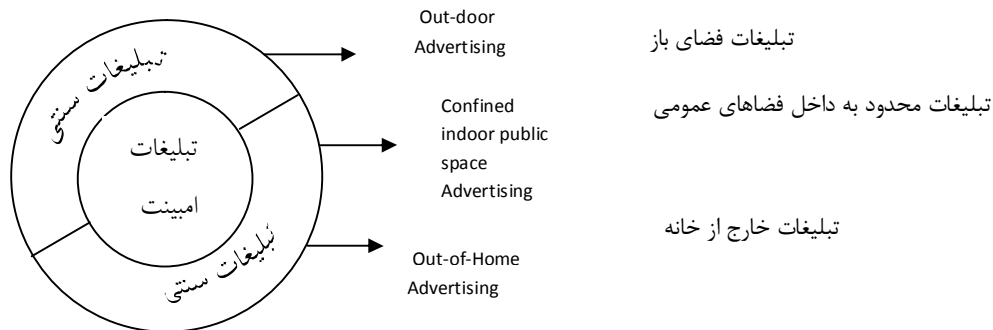 تبلیغات سنتی
تبلیغات
امبینت
تبلیغات سنتی
Out-door
Advertising
تبلیغات فضای باز
Confined
indoor public
space
Advertising
تبلیغات محدود به داخل فضاهای عمومی
Out-of-Home
Advertising
تبلیغات خارج از خانه